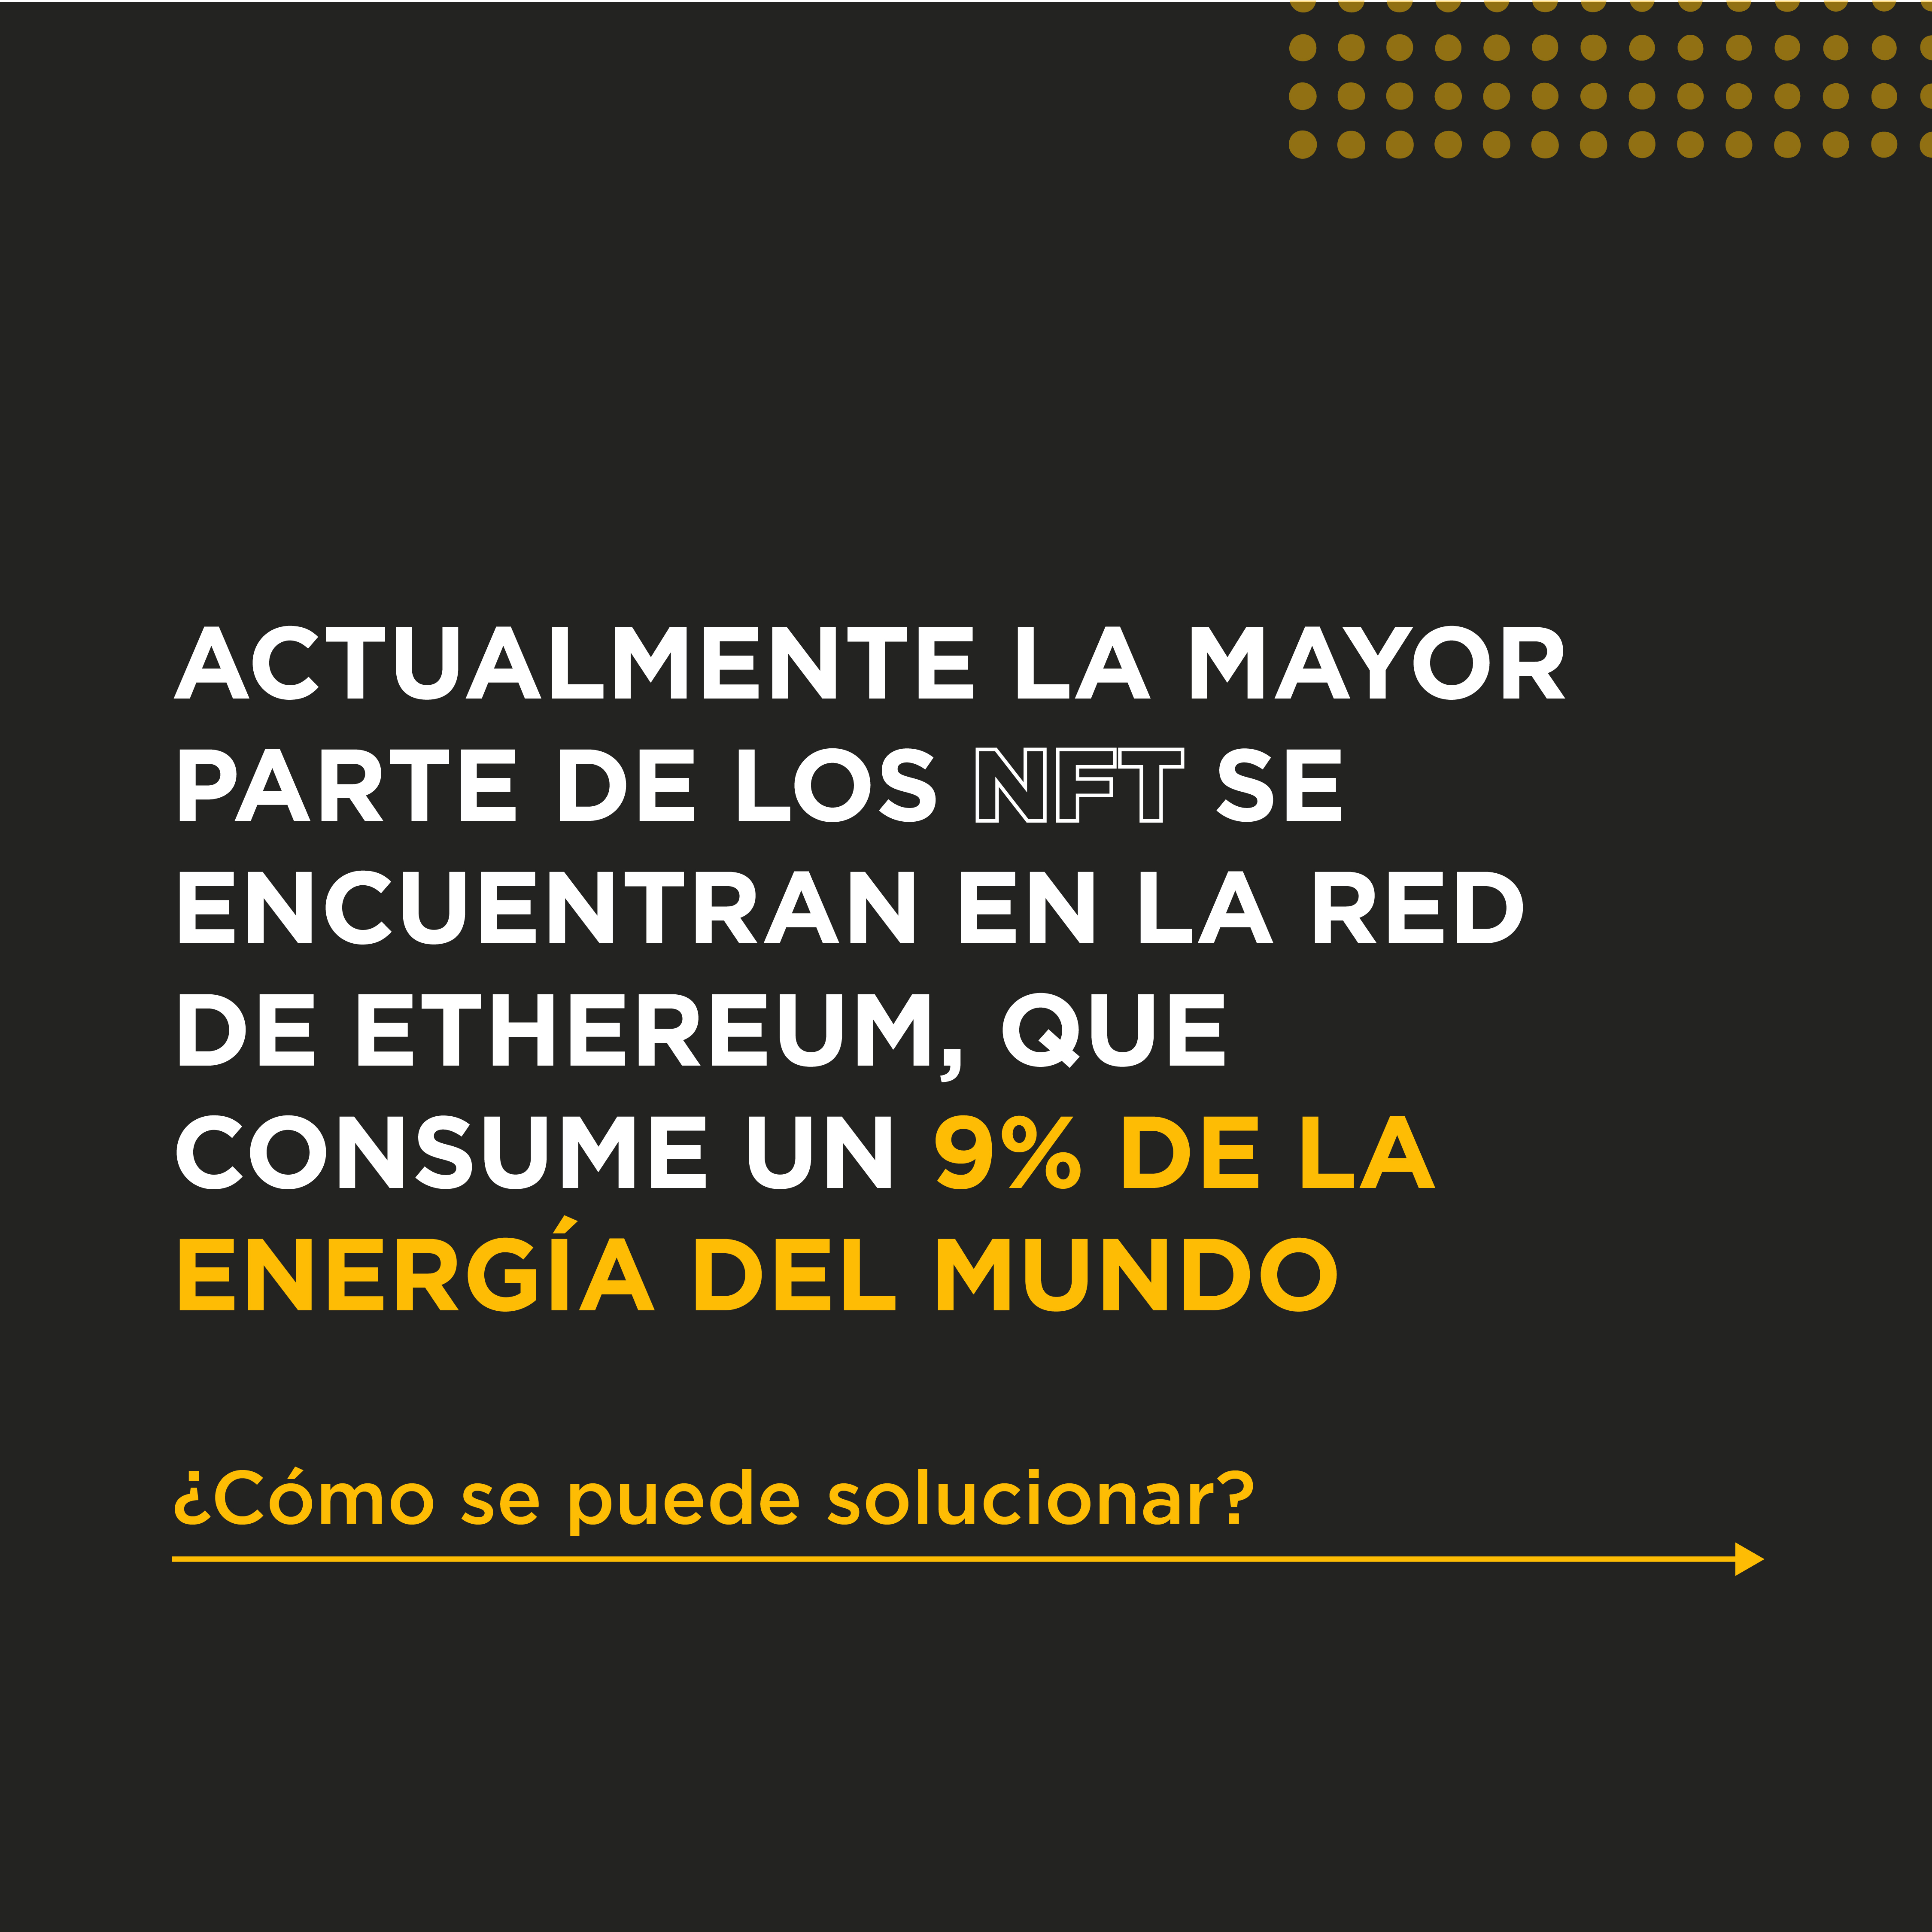 ACTUALMENTE LA MAYOR
PARTE DE LOS NFT SE
ENCUENTRAN EN LA RED
DE ETHEREUM, QUE
CONSUME UN 9% DE LA
ENERGÍA DEL MUNDO
¿Cómo se puede solucionar?